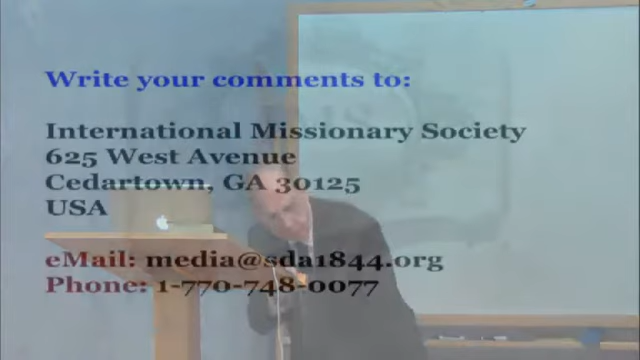 Write your comments to:
International Missionary Society
625 West Avenue
Cedartown, GA 30125
USA
eMail: media@sda1844.org
Phone: 1-770-748-0077